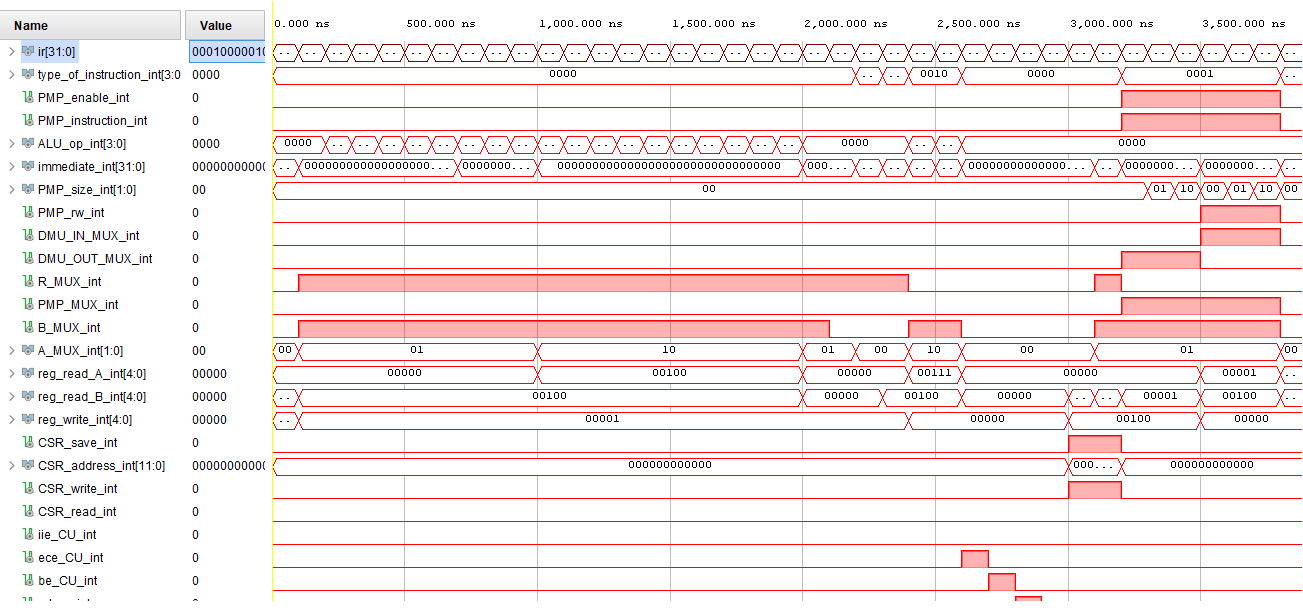 Name Value 0.000 ns 500.000 ns 1,000.000 ns 1,500.000 ns 2,000.000 ns 2,500.000 ns 3,000.000 ns 3,500.000 ns
ir[31:0] 0001000001
type_of_instruction_int[3:0 0000 0000 .. .. 0010 0000 0001 ..
PMP_enable_int 0
PMP_instruction_int 0
ALU_op_int[3:0] 0000 0000 .. .. .. .. .. .. .. .. .. .. .. .. .. .. .. .. .. .. 0000 .. .. 0000
immediate_int[31:0] 00000000000 .. 0000000000000000000... 0000000... 00000000000000000000000000000000 000... .. .. .. .. 00000000000000... .. 0000000... 0000000... ..
PMP_size_int[1:0] 00 00 01 10 00 01 10 00
PMP_rw_int 0
DMU_IN_MUX_int 0
DMU_OUT_MUX_int 0
R_MUX_int 0
PMP_MUX_int 0
B_MUX_int 0
A_MUX_int[1:0] 00 00 01 10 01 00 10 00 01 00
reg_read_A_int[4:0] 00000 00000 00100 00000 00111 00000 00001 ..
reg_read_B_int[4:0] 00000 .. 00100 00000 00100 00000 .. .. 00001 00100 ..
reg_write_int[4:0] 00000 .. 00001 00000 00100 00000
CSR_save_int 0
CSR_address_int[11:0] 00000000000 000000000000 000... 000000000000
CSR_write_int 0
CSR_read_int 0
iie_CU_int 0
ece_CU_int 0
be_CU_int 0